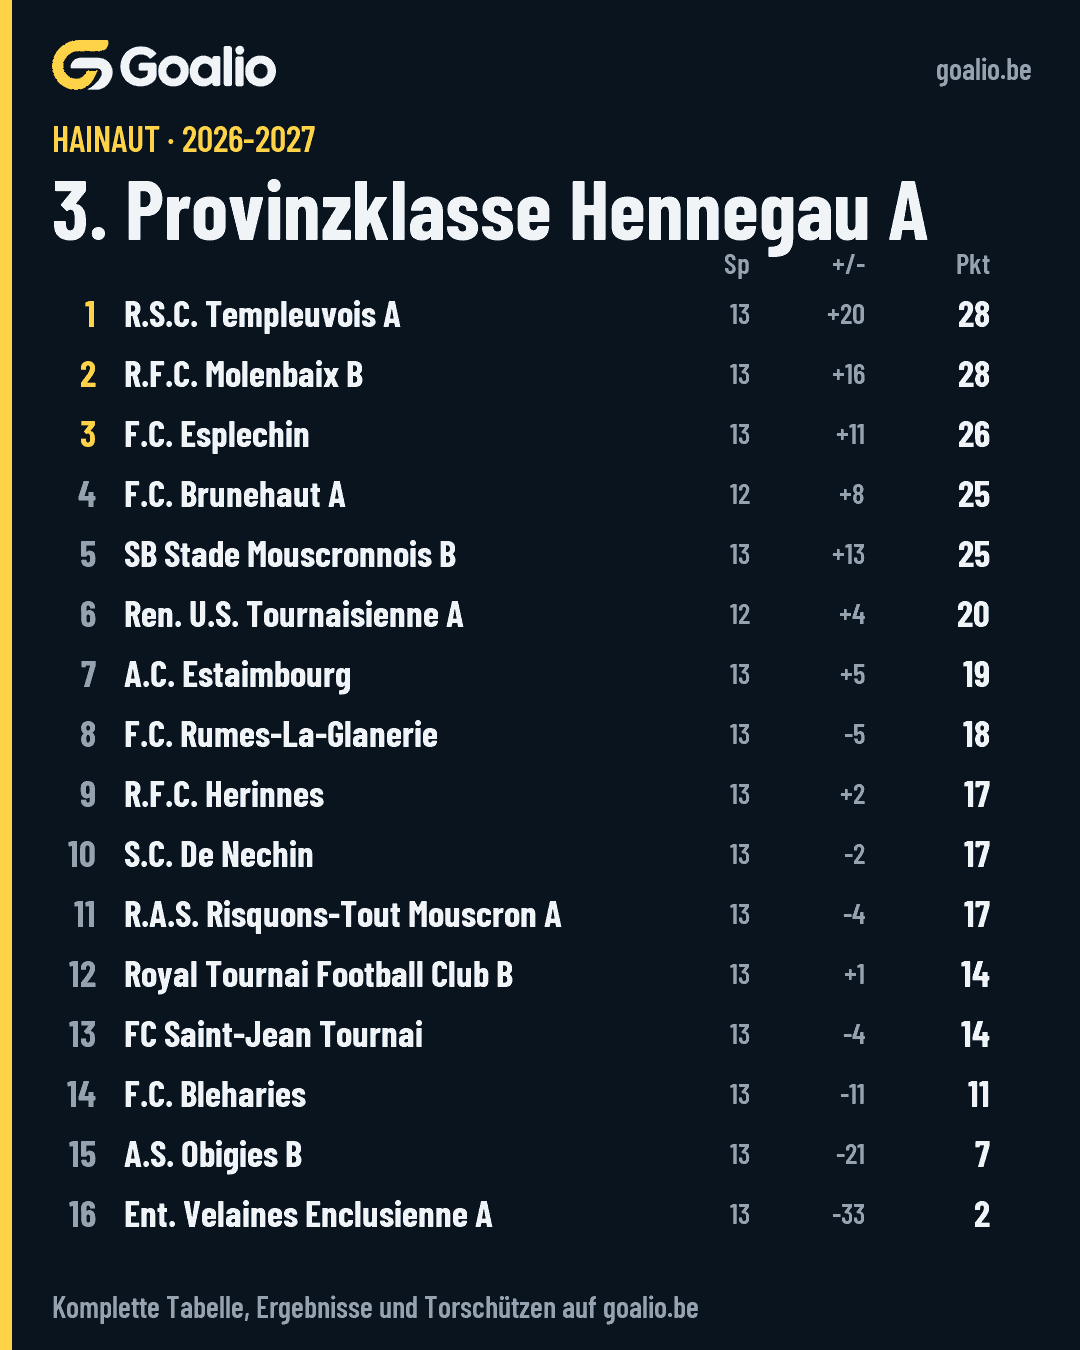 Goalio
goalio.be
HAINAUT · 2026-2027
3. Provinzklasse Hennegau A
Sp +/- Pkt
1 R.S.C. Templeuvois A 13 +20 28
2 R.F.C. Molenbaix B 13 +16 28
3 F.C. Esplechin 13 +11 26
4 F.C. Brunehaut A 12 +8 25
5 SB Stade Mouscronnois B 13 +13 25
6 Ren. U.S. Tournaisienne A 12 +4 20
7 A.C. Estaimbourg 13 +5 19
8 F.C. Rumes-La-Glanerie 13 -5 18
9 R.F.C. Herinnes 13 +2 17
10 S.C. De Nechin 13 -2 17
11 R.A.S. Risquons-Tout Mouscron A 13 -4 17
12 Royal Tournai Football Club B 13 +1 14
13 FC Saint-Jean Tournai 13 -4 14
14 F.C. Bleharies 13 -11 11
15 A.S. Obigies B 13 -21 7
16 Ent. Velaines Enclusienne A 13 -33 2
Komplette Tabelle, Ergebnisse und Torschützen auf goalio.be